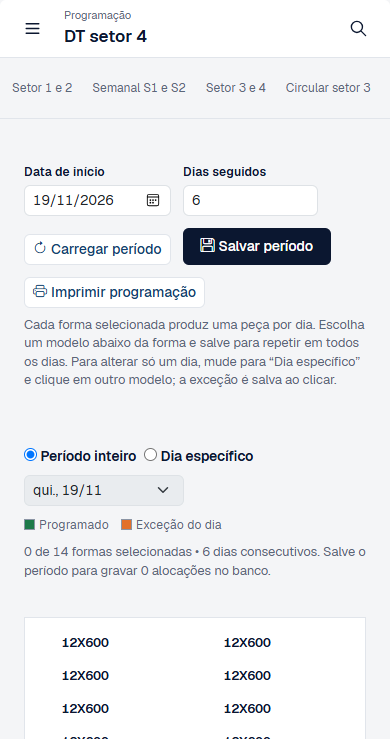 Programação
DT setor 4
Setor 1 e 2 Semanal S1 e S2 Setor 3 e 4 Circular setor 3
Data de início Dias seguidos
19/11/2026 6
Carregar período Salvar período
Imprimir programação
Cada forma selecionada produz uma peça por dia. Escolha
um modelo abaixo da forma e salve para repetir em todos
os dias. Para alterar só um dia, mude para “Dia específico”
e clique em outro modelo; a exceção é salva ao clicar.
Período inteiro Dia específico
qui., 19/11
Programado Exceção do dia
0 de 14 formas selecionadas • 6 dias consecutivos. Salve o
período para gravar 0 alocações no banco.
12X600 12X600
12X600 12X600
12X600 12X600
12X600 12X600